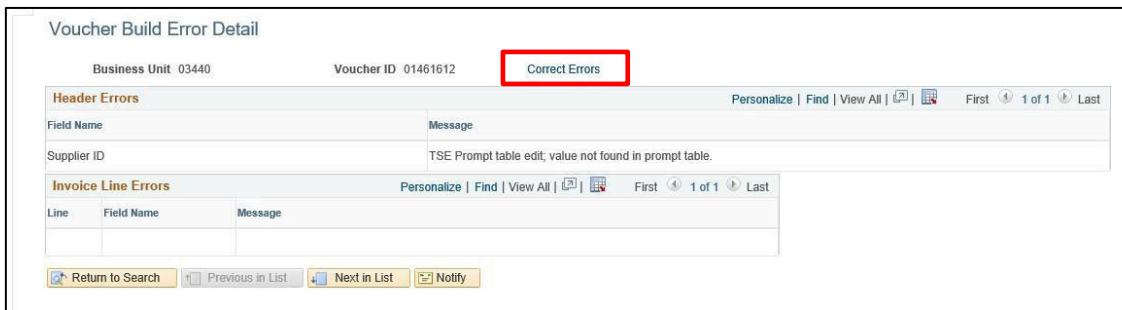 Voucher Build Error Detail
Business Unit 03440 Voucher ID 01461612 Correct Errors
Header Errors Personalize | Find | View All | | First 1 of 1 Last
Field Name Message
Supplier ID TSE Prompt table edit; value not found in prompt table.
Invoice Line Errors Personalize | Find | View All | | First 1 of 1 Last
Line Field Name Message
Return to Search Previous in List Next in List Notify